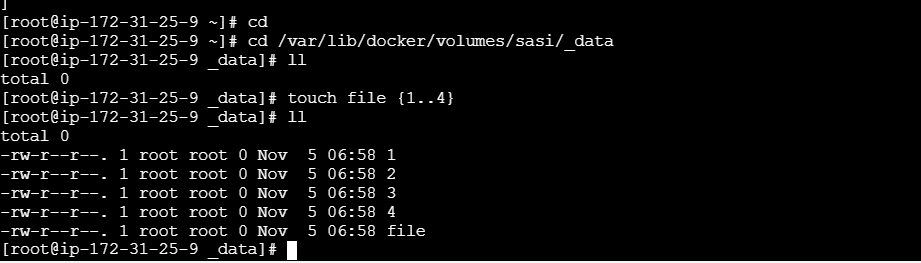 ]
[root@ip-172-31-25-9 ~]# cd
[root@ip-172-31-25-9 ~]# cd /var/lib/docker/volumes/sasi/_data
[root@ip-172-31-25-9 _data]# ll
total 0
[root@ip-172-31-25-9 _data]# touch file {1..4}
[root@ip-172-31-25-9 _data]# ll
total 0
-rw-r--r--. 1 root root 0 Nov  5 06:58 1
-rw-r--r--. 1 root root 0 Nov  5 06:58 2
-rw-r--r--. 1 root root 0 Nov  5 06:58 3
-rw-r--r--. 1 root root 0 Nov  5 06:58 4
-rw-r--r--. 1 root root 0 Nov  5 06:58 file
[root@ip-172-31-25-9 _data]#